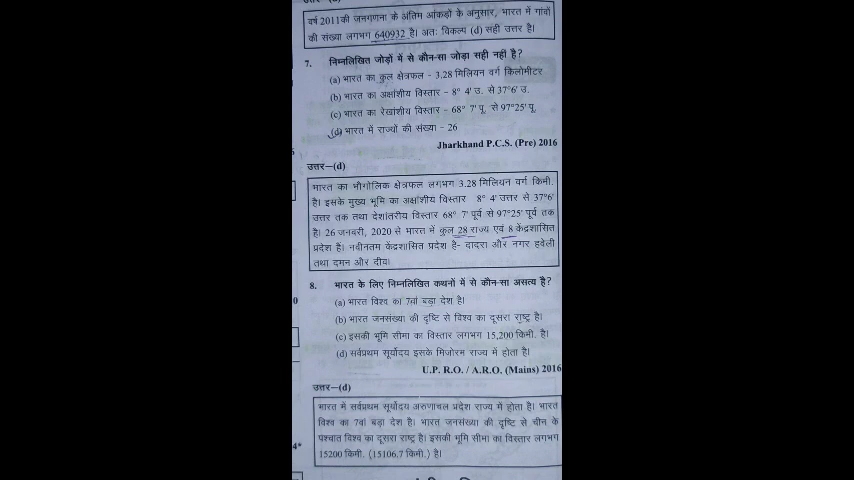 वर्ष 2011की जनगणना के अंतिम आंकड़ों के अनुसार, भारत में गांवों
की संख्या लगभग 640932 है। अतः विकल्प (d) सही उत्तर है।
7. निम्नलिखित जोड़ों में से कौन-सा जोड़ा सही नहीं है?
(a) भारत का कुल क्षेत्रफल - 3.28 मिलियन वर्ग किलोमीटर
(b) भारत का अक्षांशीय विस्तार - 8° 4' उ. से 37°6' उ.
(c) भारत का रेखांशीय विस्तार - 68° 7' पू. से 97°25' पू.
(d) भारत में राज्यों की संख्या - 26
Jharkhand P.C.S. (Pre) 2016
उत्तर—(d)
भारत का भौगोलिक क्षेत्रफल लगभग 3.28 मिलियन वर्ग किमी.
है। इसके मुख्य भूमि का अक्षांशीय विस्तार 8° 4' उत्तर से 37°6'
उत्तर तक तथा देशांतरीय विस्तार 68° 7' पूर्व से 97°25' पूर्व तक
है। 26 जनवरी, 2020 से भारत में कुल 28 राज्य एवं 8 केंद्रशासित
प्रदेश हैं। नवीनतम केंद्रशासित प्रदेश है- दादरा और नगर हवेली
तथा दमन और दीव।
8. भारत के लिए निम्नलिखित कथनों में से कौन-सा असत्य है?
0
(a) भारत विश्व का 7वां बड़ा देश है।
(b) भारत जनसंख्या की दृष्टि से विश्व का दूसरा राष्ट्र है।
(c) इसकी भूमि सीमा का विस्तार लगभग 15,200 किमी. है।
(d) सर्वप्रथम सूर्योदय इसके मिजोरम राज्य में होता है।
U.P. R.O. / A.R.O. (Mains) 2016
उत्तर—(d)
भारत में सर्वप्रथम सूर्योदय अरुणाचल प्रदेश राज्य में होता है। भारत
विश्व का 7वां बड़ा देश है। भारत जनसंख्या की दृष्टि से चीन के
पश्चात विश्व का दूसरा राष्ट्र है। इसकी भूमि सीमा का विस्तार लगभग
4*
15200 किमी. (15106.7 किमी.) है।